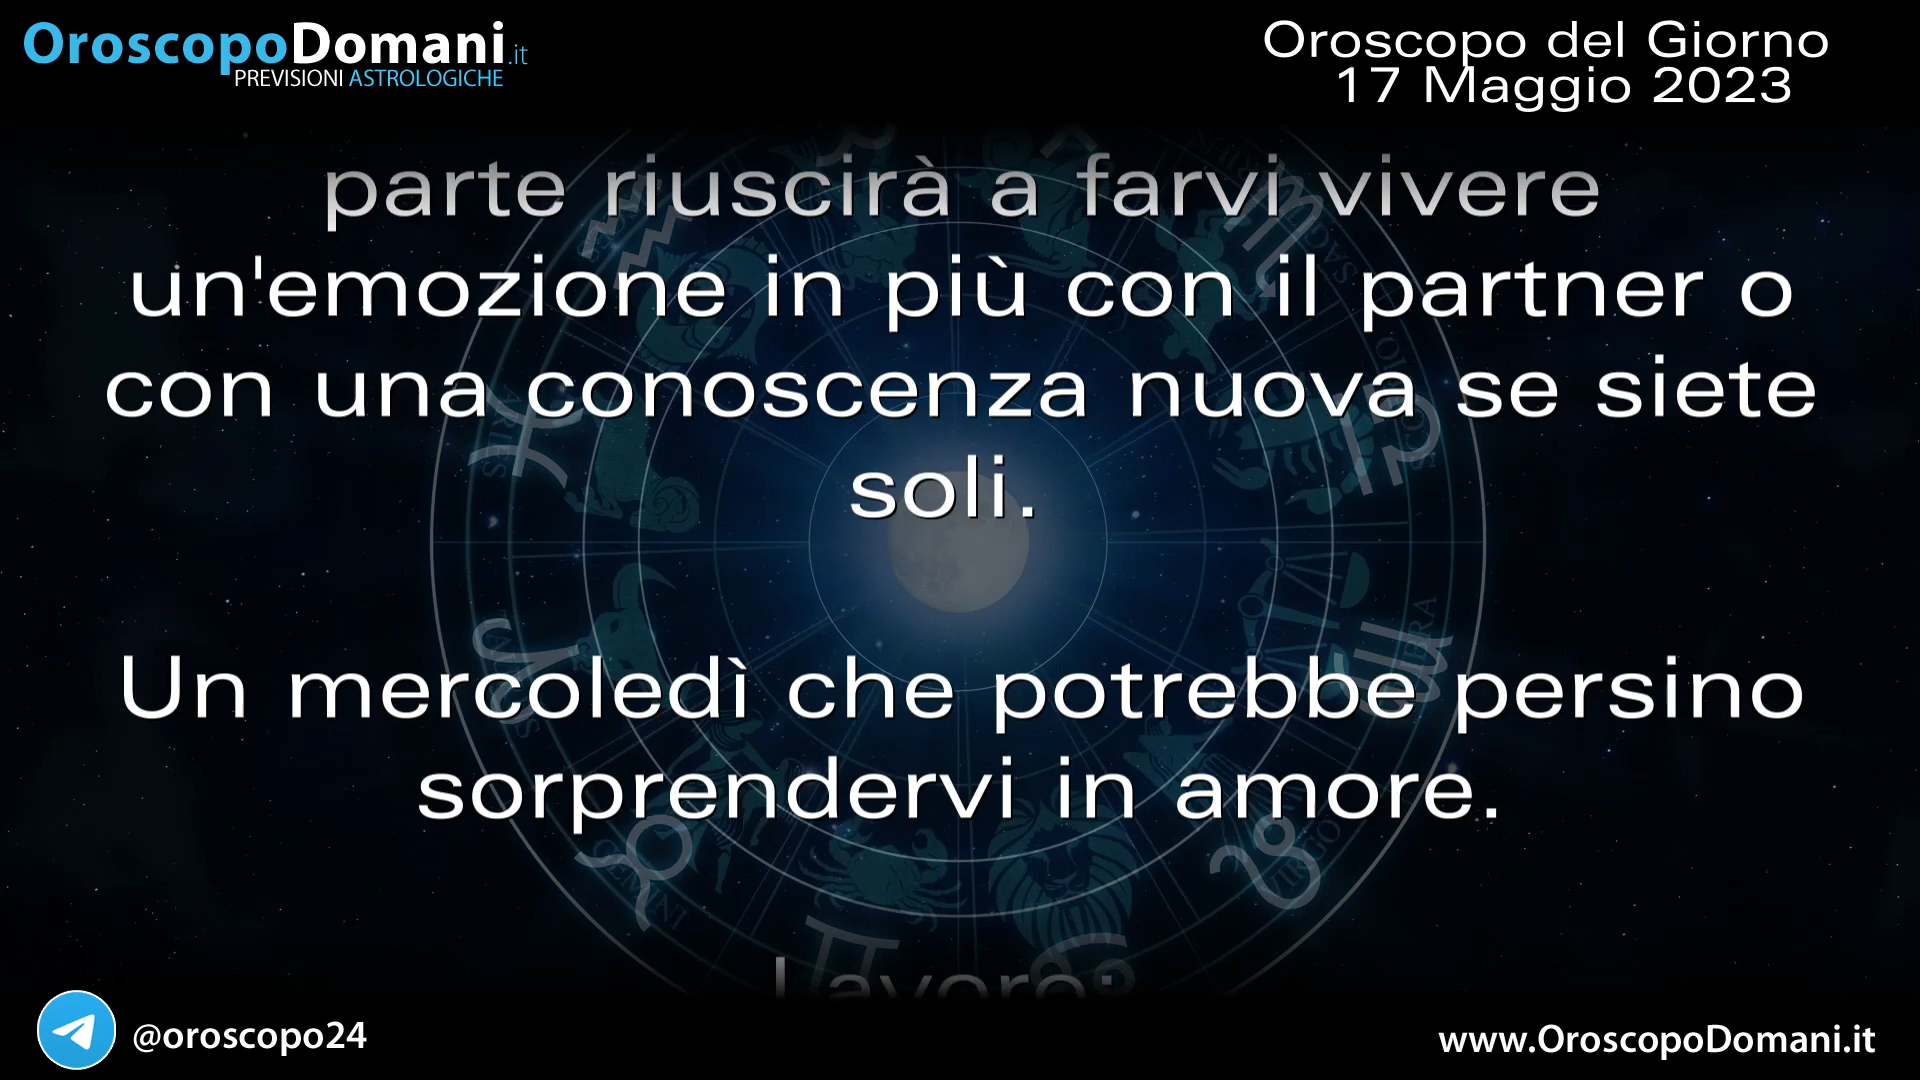 OroscopoDomani.it
PREVISIONI ASTROLOGICHE
Oroscopo del Giorno
17 Maggio 2023
parte riuscirà a farvi vivere
un'emozione in più con il partner o
con una conoscenza nuova se siete
soli.
Un mercoledì che potrebbe persino
sorprendervi in amore.
Lavoro:
@oroscopo24
www.OroscopoDomani.it